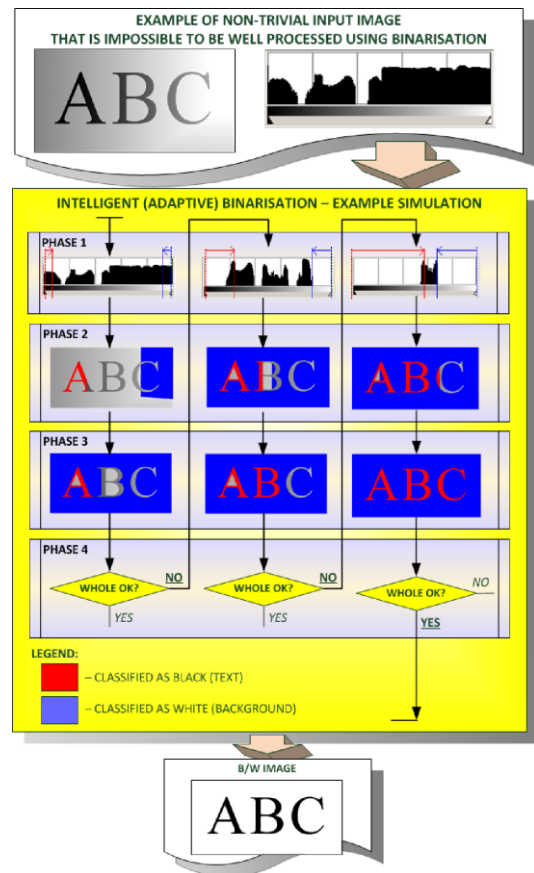 EXAMPLE OF NON-TRIVIAL INPUT IMAGE
THAT IS IMPOSSIBLE TO BE WELL PROCESSED USING BINARISATION
ABC
INTELLIGENT (ADAPTIVE) BINARISATION – EXAMPLE SIMULATION
PHASE 1
PHASE 2
ABC
ABC
ABC
PHASE 3
ABC
ABC
ABC
PHASE 4
WHOLE OK?
NO
WHOLE OK?
NO
WHOLE OK?
NO
YES
YES
YES
LEGEND:
– CLASSIFIED AS BLACK (TEXT)
– CLASSIFIED AS WHITE (BACKGROUND)
B/W IMAGE
ABC